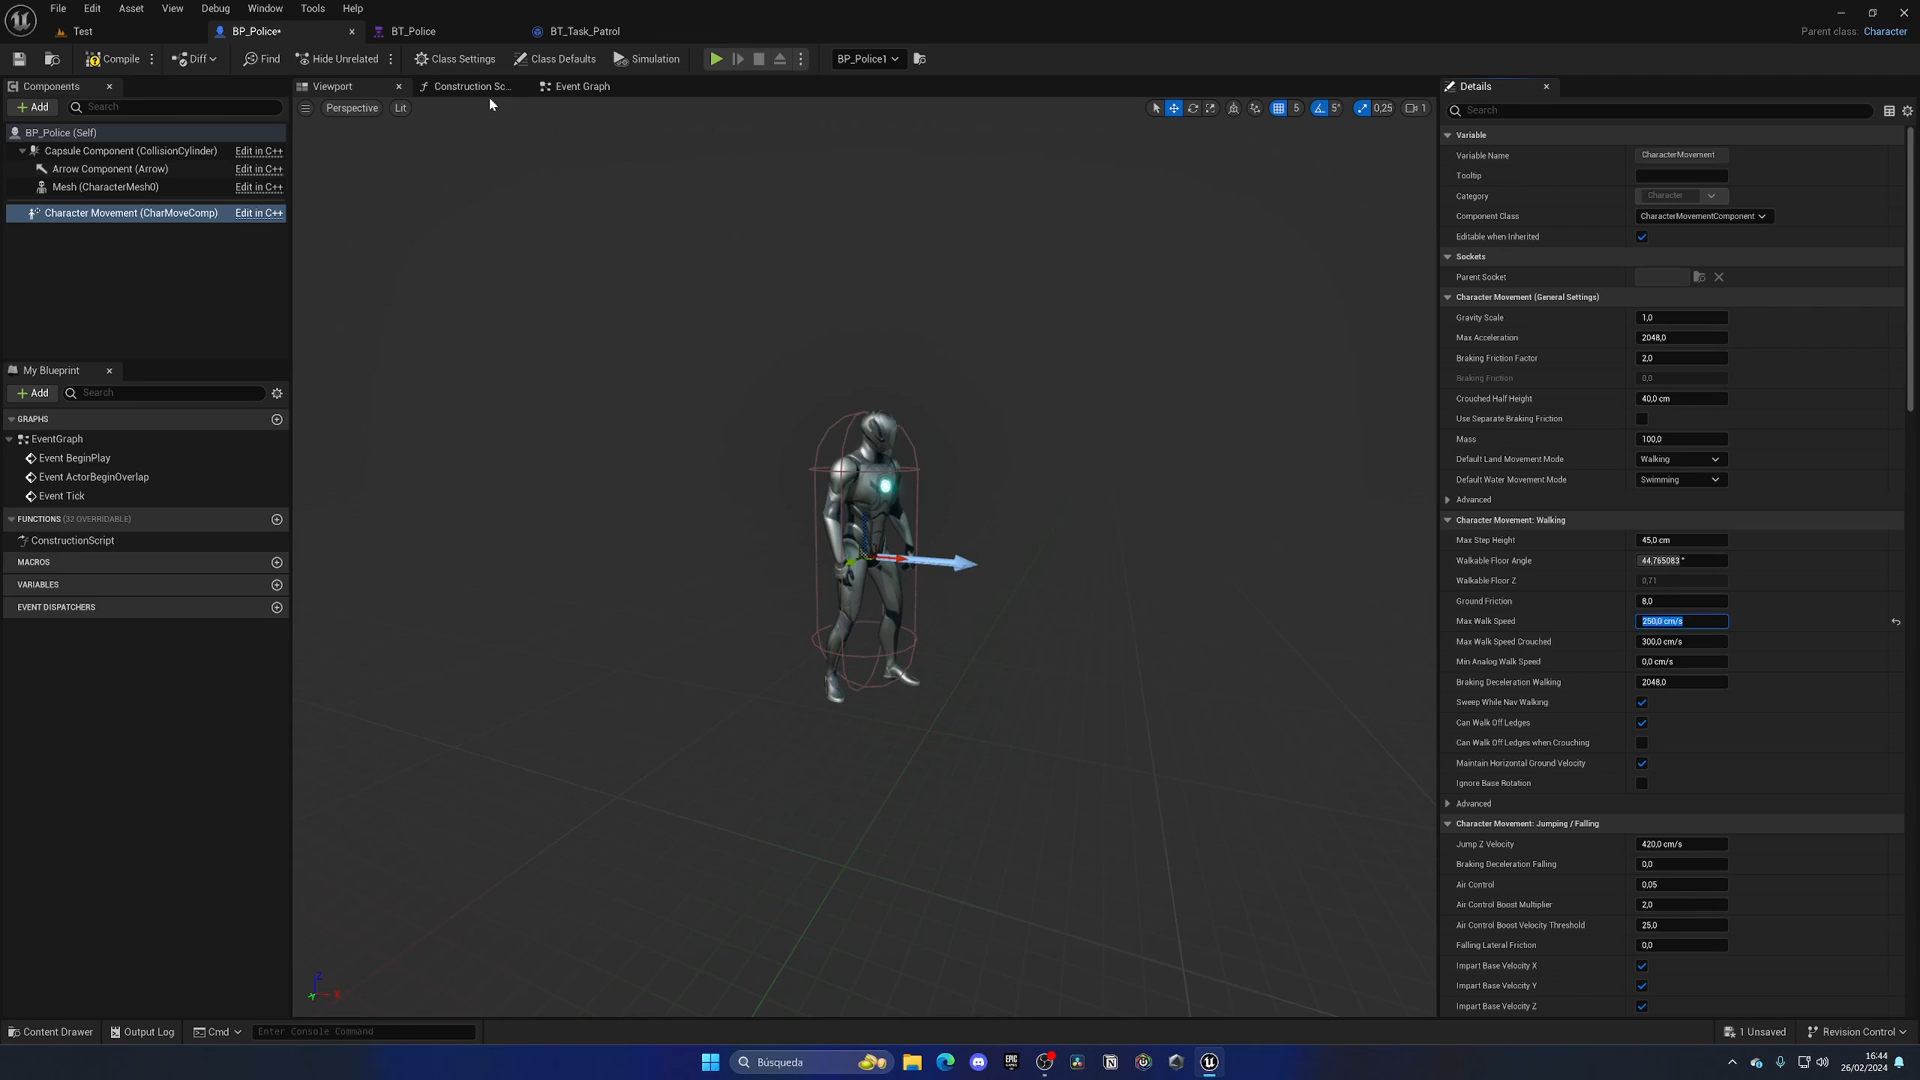 File Edit Asset View Debug Window Tools Help
Test BP_Police* BT_Police BT_Task_Patrol Parent class: Character
Compile Diff Find Hide Unrelated Class Settings Class Defaults Simulation BP_Police1
Components
Add Search
BP_Police (Self)
Capsule Component (CollisionCylinder) Edit in C++
Arrow Component (Arrow) Edit in C++
Mesh (CharacterMesh0) Edit in C++
Character Movement (CharMoveComp) Edit in C++
My Blueprint
Add Search
GRAPHS
EventGraph
Event BeginPlay
Event ActorBeginOverlap
Event Tick
FUNCTIONS (32 OVERRIDABLE)
ConstructionScript
MACROS
VARIABLES
EVENT DISPATCHERS
Viewport Construction Sc... Event Graph
Perspective Lit 5 5° 0,25 1
Z X Y
Details
Search
Variable
Variable Name CharacterMovement
Tooltip
Category Character
Component Class CharacterMovementComponent
Editable when Inherited
Sockets
Parent Socket
Character Movement (General Settings)
Gravity Scale 1,0
Max Acceleration 2048,0
Braking Friction Factor 2,0
Braking Friction 0,0
Crouched Half Height 40,0 cm
Use Separate Braking Friction
Mass 100,0
Default Land Movement Mode Walking
Default Water Movement Mode Swimming
Advanced
Character Movement: Walking
Max Step Height 45,0 cm
Walkable Floor Angle 44,765083 °
Walkable Floor Z 0,71
Ground Friction 8,0
Max Walk Speed 250,0 cm/s
Max Walk Speed Crouched 300,0 cm/s
Min Analog Walk Speed 0,0 cm/s
Braking Deceleration Walking 2048,0
Sweep While Nav Walking
Can Walk Off Ledges
Can Walk Off Ledges when Crouching
Maintain Horizontal Ground Velocity
Ignore Base Rotation
Advanced
Character Movement: Jumping / Falling
Jump Z Velocity 420,0 cm/s
Braking Deceleration Falling 0,0
Air Control 0,05
Air Control Boost Multiplier 2,0
Air Control Boost Velocity Threshold 25,0
Falling Lateral Friction 0,0
Impart Base Velocity X
Impart Base Velocity Y
Impart Base Velocity Z
Content Drawer Output Log Cmd Enter Console Command 1 Unsaved Revision Control
Búsqueda
EPIC GAMES
16:44
26/02/2024